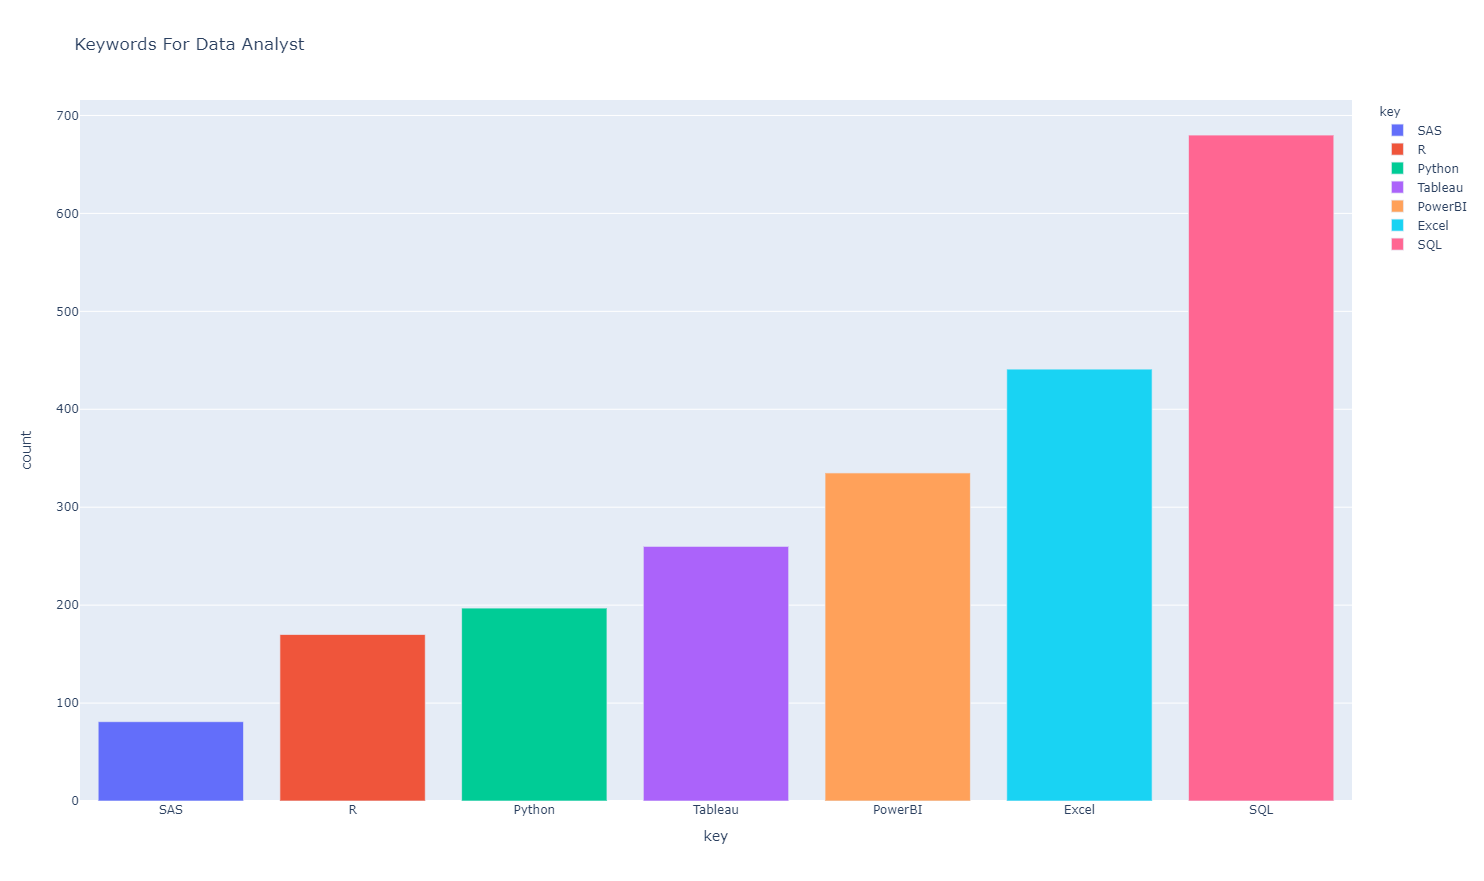 Keywords For Data Analyst
700
600
500
400
300
200
100
0
count
SAS
R
Python
Tableau
PowerBI
Excel
SQL
key
key
SAS
R
Python
Tableau
PowerBI
Excel
SQL